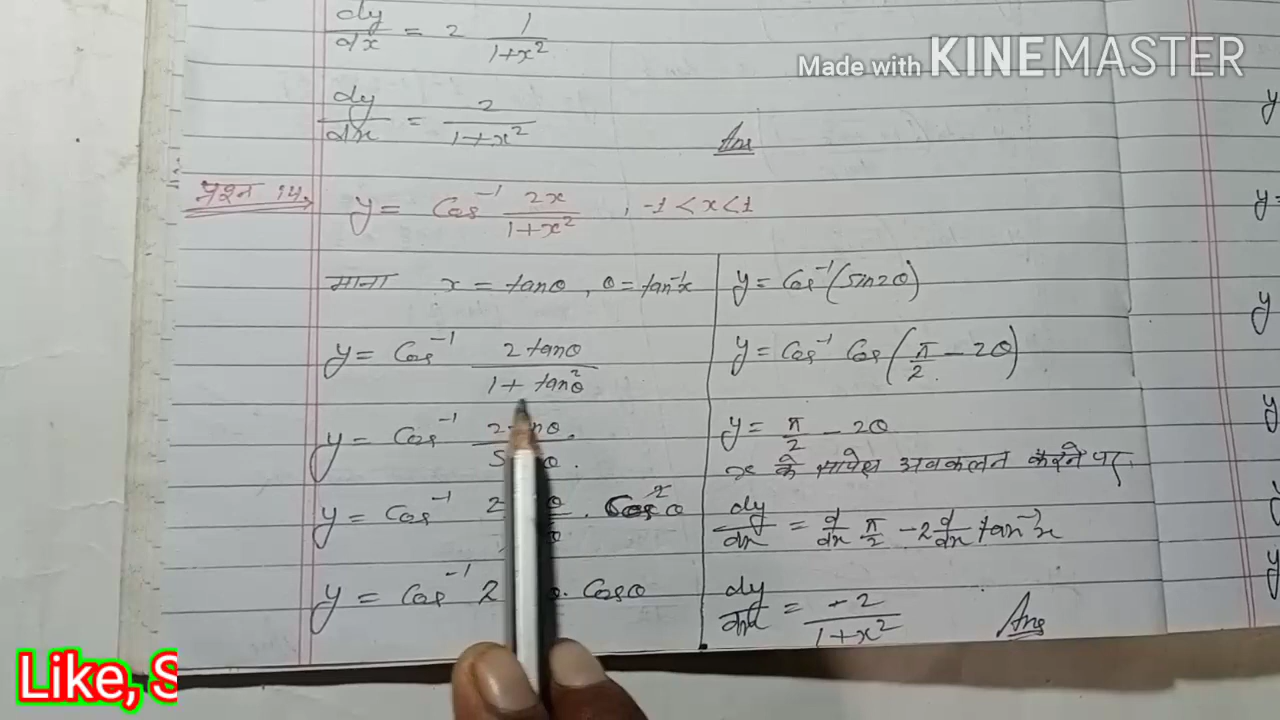 dy/dx = 2 1/1+x²
Made with KINEMASTER
dy/dx = 2/1+x²
Ans
प्रश्न 14. y = Cos⁻¹ 2x/1+x² , -1 < x < 1
माना x = tanθ , θ = tan⁻¹x
y = Cos⁻¹ 2 tanθ/1 + tan²θ
y = Cos⁻¹
y = Cos⁻¹ . Cos²θ
y = Cos⁻¹ 2 . Cosθ
y = Cos⁻¹(Sin2θ)
y = Cos⁻¹ Cos(π/2 - 2θ)
y = π/2 - 2θ
x के सापेक्ष अवकलन करने पर
dy/dx = d/dx π/2 - 2 d/dx tan⁻¹x
dy/dx = -2/1+x² Ans
y
y =
y
y
y
Like, S